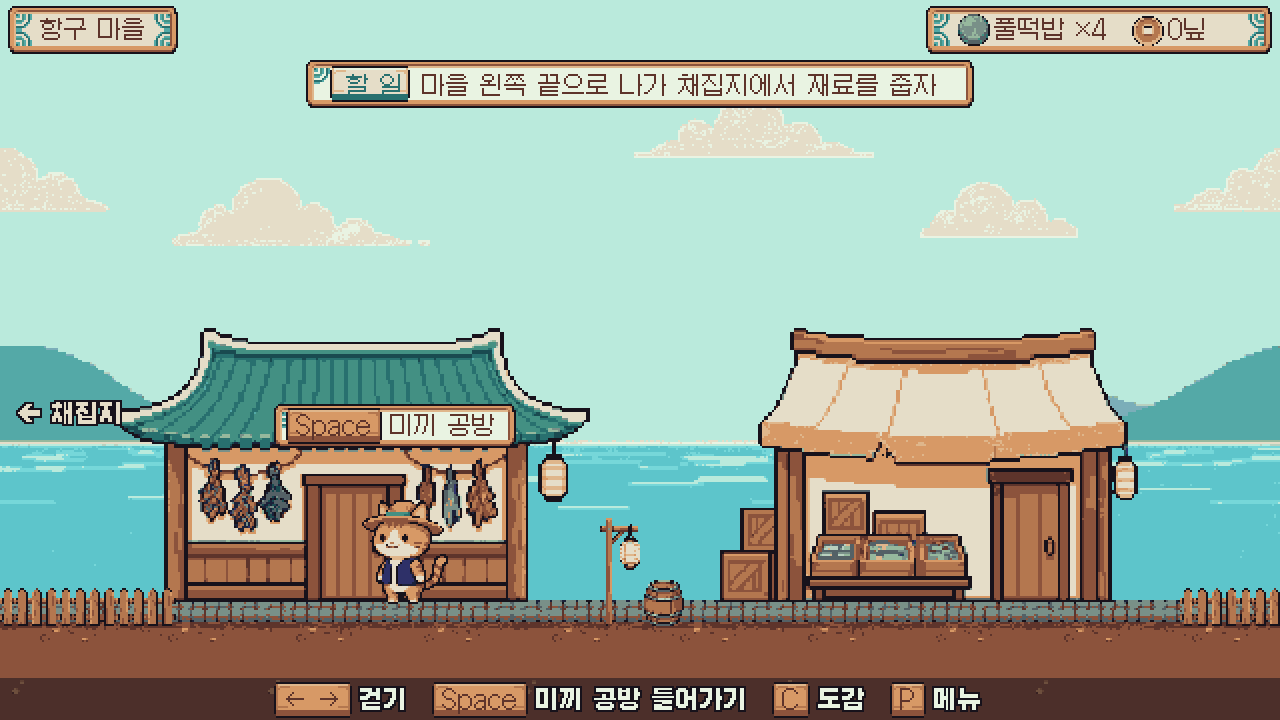 항구 마을
풀떡밥 ×4 0닢
할 일 마을 왼쪽 끝으로 나가 채집지에서 재료를 줍자
← 채집지
Space 미끼 공방
← → 걷기 Space 미끼 공방 들어가기 C 도감 P 메뉴